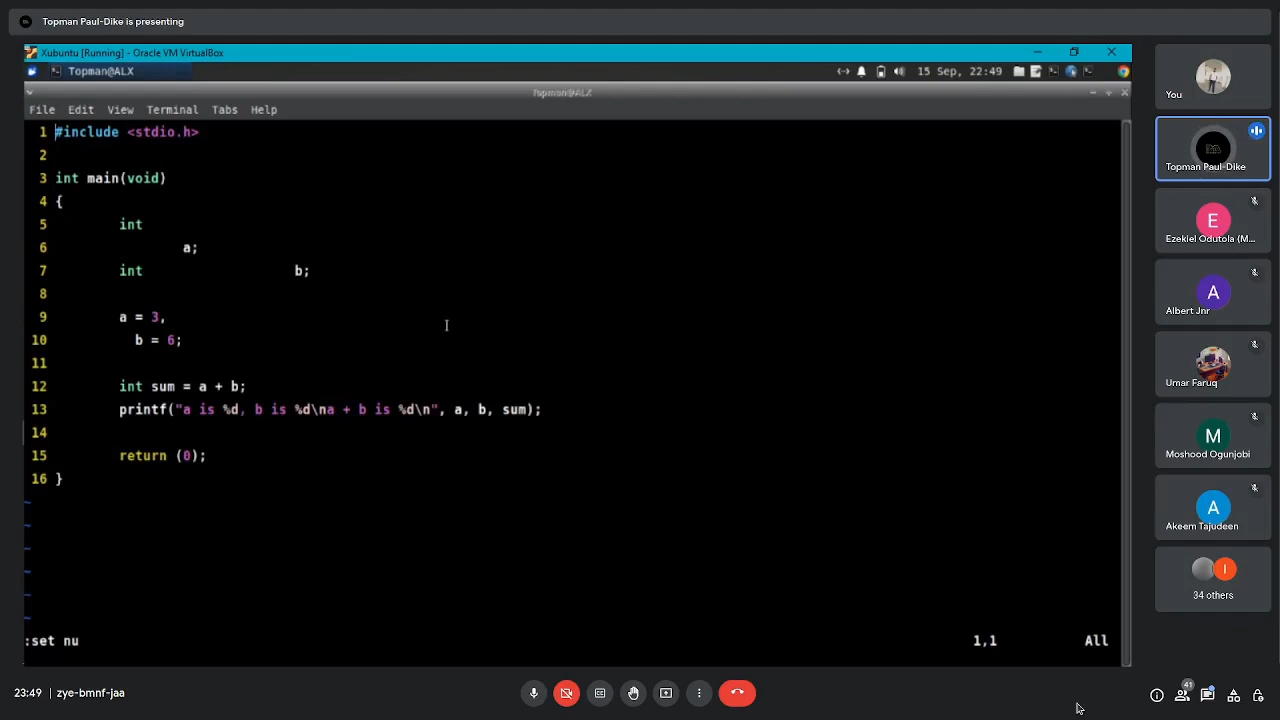 Topman Paul-Dike is presenting
Xubuntu [Running] - Oracle VM VirtualBox
Topman@ALX
15 Sep, 22:49
Topman@ALX
File Edit View Terminal Tabs Help
1 #include <stdio.h>
2
3 int main(void)
4 {
5 int
6 a;
7 int b;
8
9 a = 3,
10 b = 6;
11
12 int sum = a + b;
13 printf("a is %d, b is %d\na + b is %d\n", a, b, sum);
14
15 return (0);
16 }
~
~
~
~
~
~
:set nu 1,1 All
You
Topman Paul-Dike
E
Ezekiel Odutola (M...
A
Albert Jnr
Umar Faruq
M
Moshood Ogunjobi
A
Akeem Tajudeen
I
34 others
23:49 | zye-bmnf-jaa
41